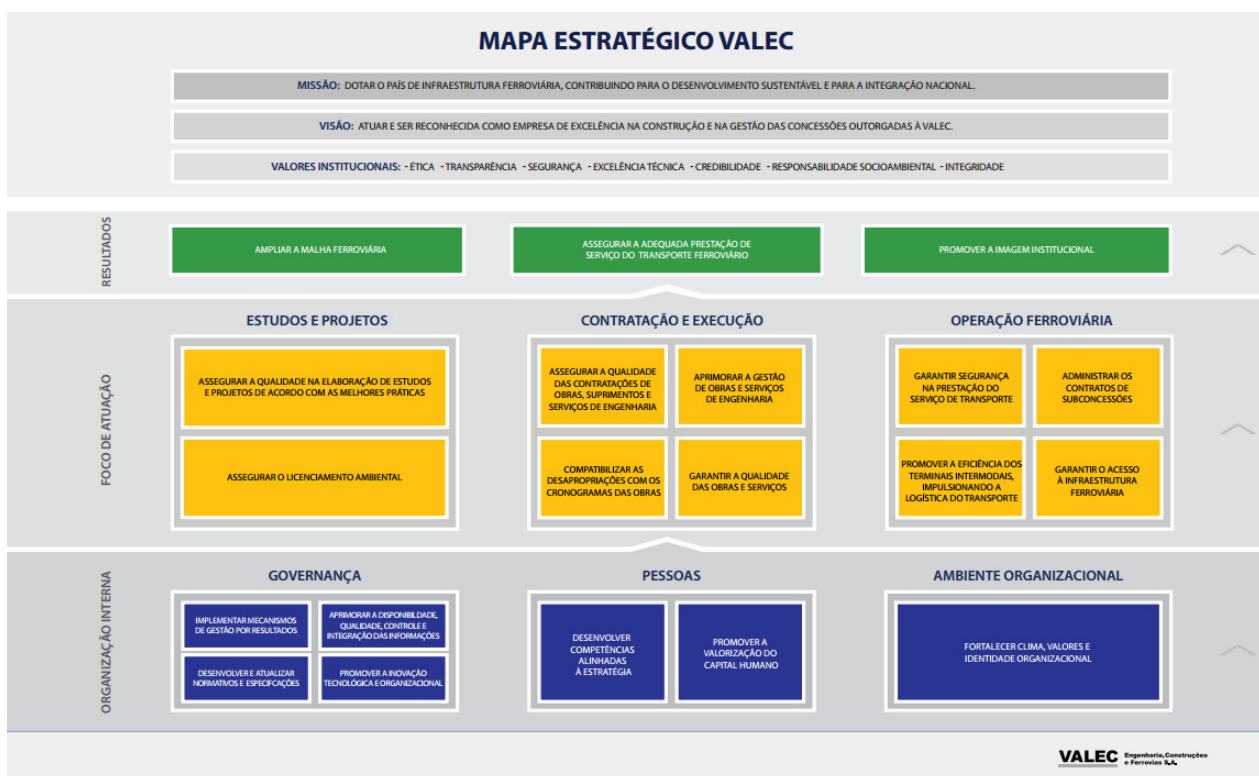 MAPA ESTRATÉGICO VALEC
MISSÃO: DOTAR O PAÍS DE INFRAESTRUTURA FERROVIÁRIA, CONTRIBUINDO PARA O DESENVOLVIMENTO SUSTENTÁVEL E PARA A INTEGRAÇÃO NACIONAL.
VISÃO: ATUAR E SER RECONHECIDA COMO EMPRESA DE EXCELÊNCIA NA CONSTRUÇÃO E NA GESTÃO DAS CONCESSÕES OUTORGADAS À VALEC.
VALORES INSTITUCIONAIS: - ÉTICA - TRANSPARÊNCIA - SEGURANÇA - EXCELÊNCIA TÉCNICA - CREDIBILIDADE - RESPONSABILIDADE SOCIOAMBIENTAL - INTEGRIDADE
RESULTADOS
AMPLIAR A MALHA FERROVIÁRIA
ASSEGURAR A ADEQUADA PRESTAÇÃO DE
SERVIÇO DO TRANSPORTE FERROVIÁRIO
PROMOVER A IMAGEM INSTITUCIONAL
FOCO DE ATUAÇÃO
ESTUDOS E PROJETOS
ASSEGURAR A QUALIDADE NA ELABORAÇÃO DE ESTUDOS
E PROJETOS DE ACORDO COM AS MELHORES PRÁTICAS
ASSEGURAR O LICENCIAMENTO AMBIENTAL
CONTRATAÇÃO E EXECUÇÃO
ASSEGURAR A QUALIDADE
DAS CONTRATAÇÕES DE
OBRAS, SUPRIMENTOS E
SERVIÇOS DE ENGENHARIA
APRIMORAR A GESTÃO
DE OBRAS E SERVIÇOS
DE ENGENHARIA
COMPATIBILIZAR AS
DESAPROPRIAÇÕES COM OS
CRONOGRAMAS DAS OBRAS
GARANTIR A QUALIDADE
DAS OBRAS E SERVIÇOS
OPERAÇÃO FERROVIÁRIA
GARANTIR SEGURANÇA
NA PRESTAÇÃO DO
SERVIÇO DE TRANSPORTE
ADMINISTRAR OS
CONTRATOS DE
SUBCONCESSÕES
PROMOVER A EFICIÊNCIA DOS
TERMINAIS INTERMODAIS,
IMPULSIONANDO A
LOGÍSTICA DO TRANSPORTE
GARANTIR O ACESSO
À INFRAESTRUTURA
FERROVIÁRIA
ORGANIZAÇÃO INTERNA
GOVERNANÇA
IMPLEMENTAR MECANISMOS
DE GESTÃO POR RESULTADOS
APRIMORAR A DISPONIBILDADE,
QUALIDADE, CONTROLE E
INTEGRAÇÃO DAS INFORMAÇÕES
DESENVOLVER E ATUALIZAR
NORMATIVOS E ESPECIFCAÇÕES
PROMOVER A INOVAÇÃO
TECNOLÓGICA E ORGANIZACIONAL
PESSOAS
DESENVOLVER
COMPETÊNCIAS
ALINHADAS
À ESTRATÉGIA
PROMOVER A
VALORIZAÇÃO DO
CAPITAL HUMANO
AMBIENTE ORGANIZACIONAL
FORTALECER CLIMA, VALORES E
IDENTIDADE ORGANIZACIONAL
VALEC Engenharia, Construções
e Ferrovias S.A.